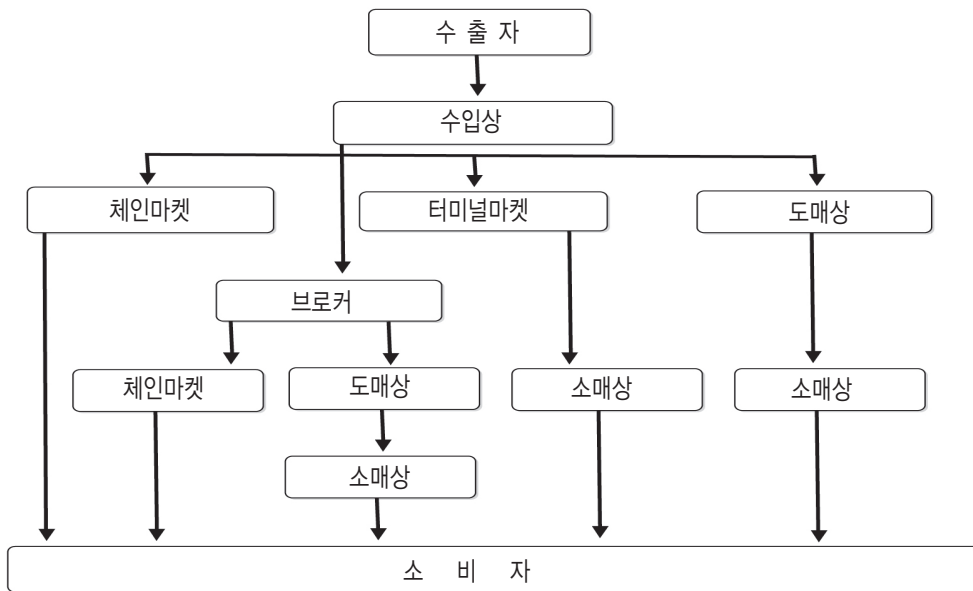 수 출 자
수입상
체인마켓
터미널마켓
도매상
브로커
체인마켓
도매상
소매상
소매상
소매상
소 비 자